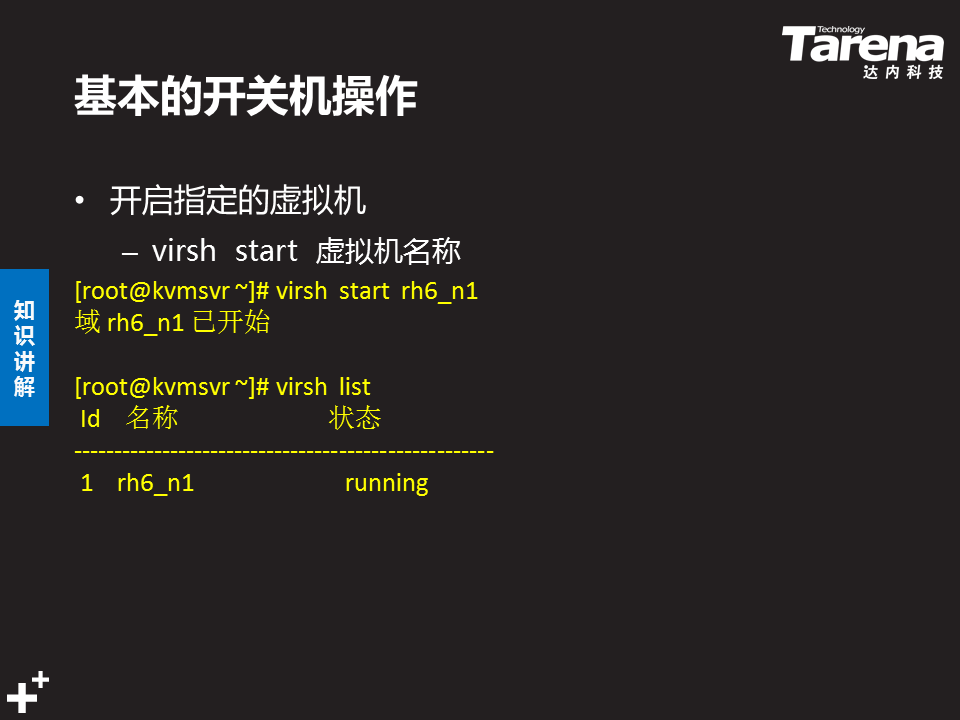 Technology
Tarena
达内科技
基本的开关机操作
• 开启指定的虚拟机
– virsh start 虚拟机名称
[root@kvmsvr ~]# virsh start rh6_n1
域 rh6_n1 已开始
[root@kvmsvr ~]# virsh list
Id 名称 状态
----------------------------------------------------
1 rh6_n1 running
知识讲解